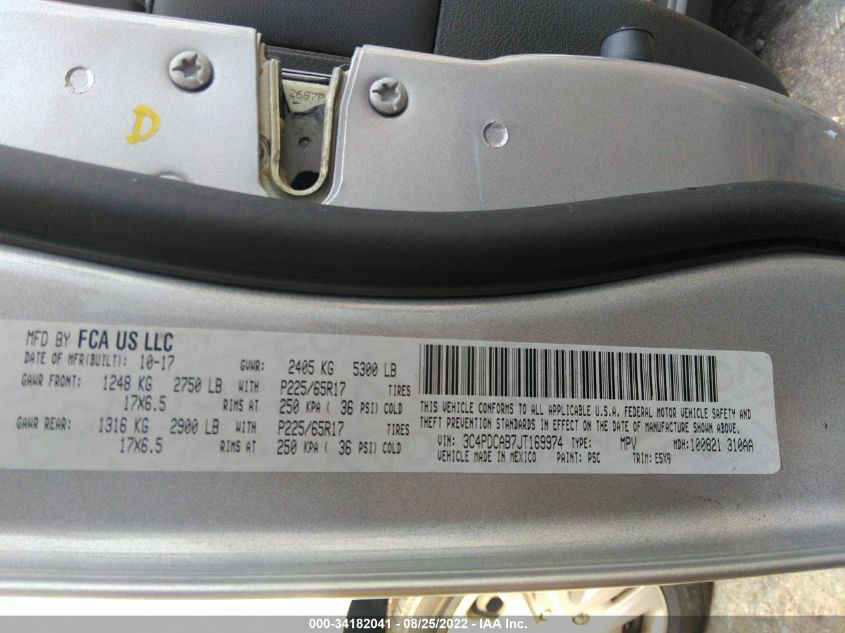 2687P
D
MFD BY FCA US LLC
DATE OF MFR(BUILT): 10-17 GVWR: 2405 KG 5300 LB
GAWR FRONT: 1248 KG 2750 LB WITH P225/65R17 TIRES
17X6.5 RIMS AT 250 KPA ( 36 PSI) COLD
GAWR REAR: 1316 KG 2900 LB WITH P225/65R17 TIRES
17X6.5 RIMS AT 250 KPA ( 36 PSI) COLD
THIS VEHICLE CONFORMS TO ALL APPLICABLE U.S.A. FEDERAL MOTOR VEHICLE SAFETY AND
THEFT PREVENTION STANDARDS IN EFFECT ON THE DATE OF MANUFACTURE SHOWN ABOVE.
VIN: 3C4PDCAB7JT169974 TYPE: MPV MDH:100821 310AA
VEHICLE MADE IN MEXICO PAINT: PSC TRIM: E5X9
000-34182041 - 08/25/2022 - IAAI.com